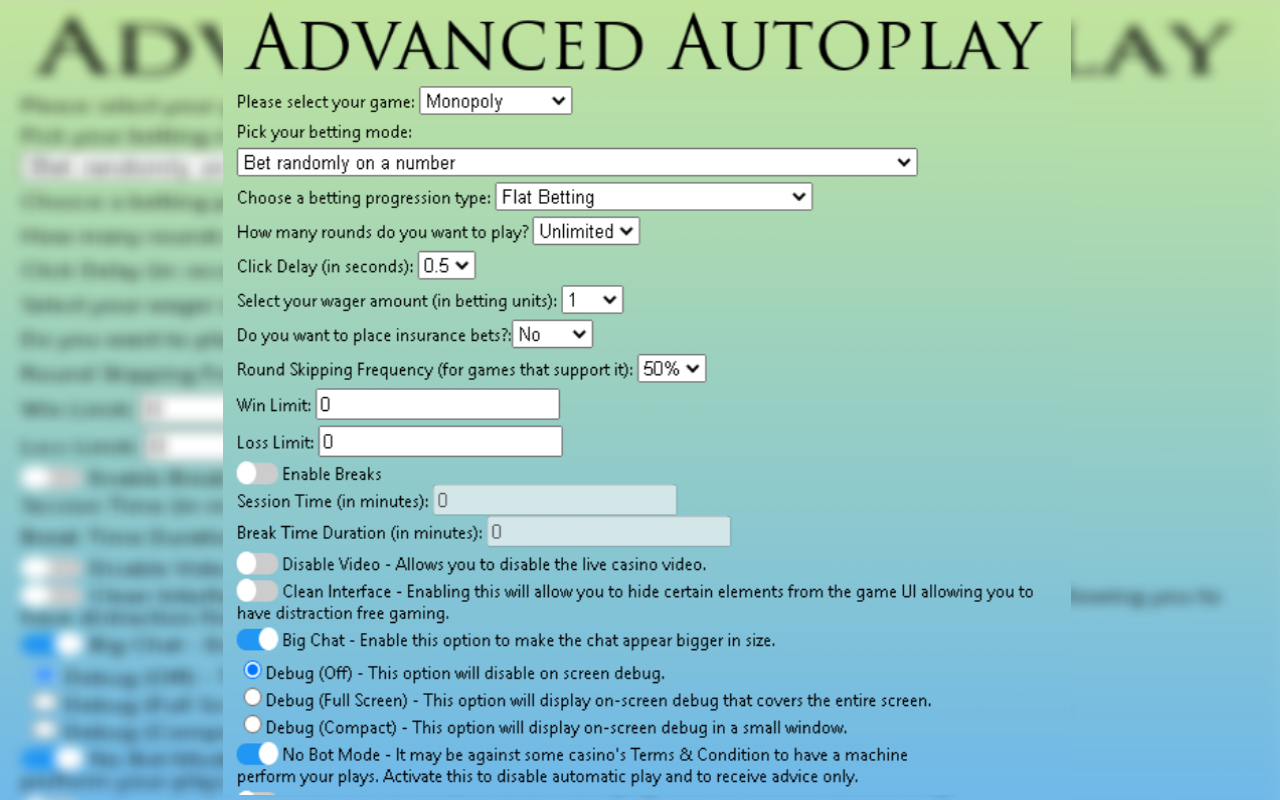 ADVANCED AUTOPLAY
Please select your game: Monopoly
Pick your betting mode:
Bet randomly on a number
Choose a betting progression type: Flat Betting
How many rounds do you want to play? Unlimited
Click Delay (in seconds): 0.5
Select your wager amount (in betting units): 1
Do you want to place insurance bets?: No
Round Skipping Frequency (for games that support it): 50%
Win Limit: 0
Loss Limit: 0
Enable Breaks
Session Time (in minutes): 0
Break Time Duration (in minutes): 0
Disable Video - Allows you to disable the live casino video.
Clean Interface - Enabling this will allow you to hide certain elements from the game UI allowing you to
have distraction free gaming.
Big Chat - Enable this option to make the chat appear bigger in size.
Debug (Off) - This option will disable on screen debug.
Debug (Full Screen) - This option will display on-screen debug that covers the entire screen.
Debug (Compact) - This option will display on-screen debug in a small window.
No Bot Mode - It may be against some casino's Terms & Condition to have a machine
perform your plays. Activate this to disable automatic play and to receive advice only.